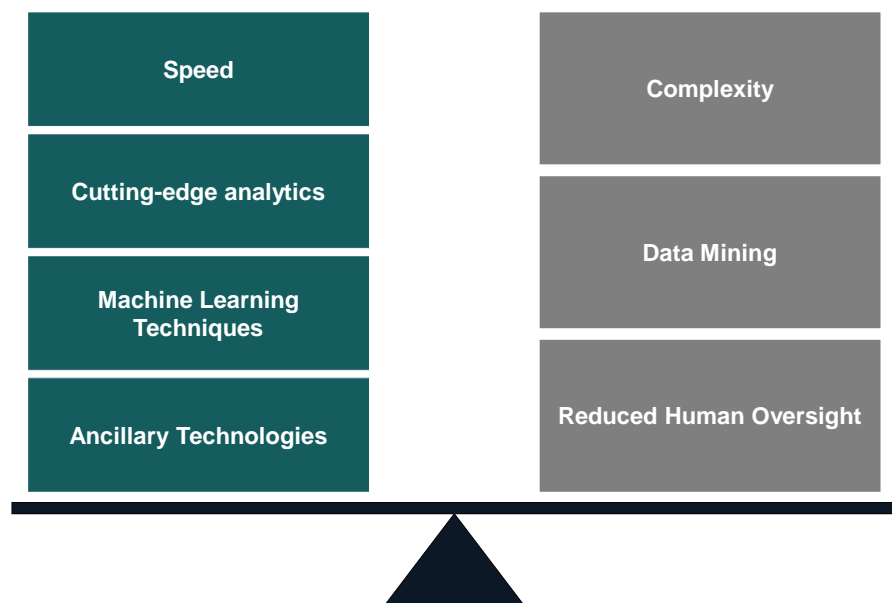 Speed
Cutting-edge analytics
Machine Learning
Techniques
Ancillary Technologies
Complexity
Data Mining
Reduced Human Oversight